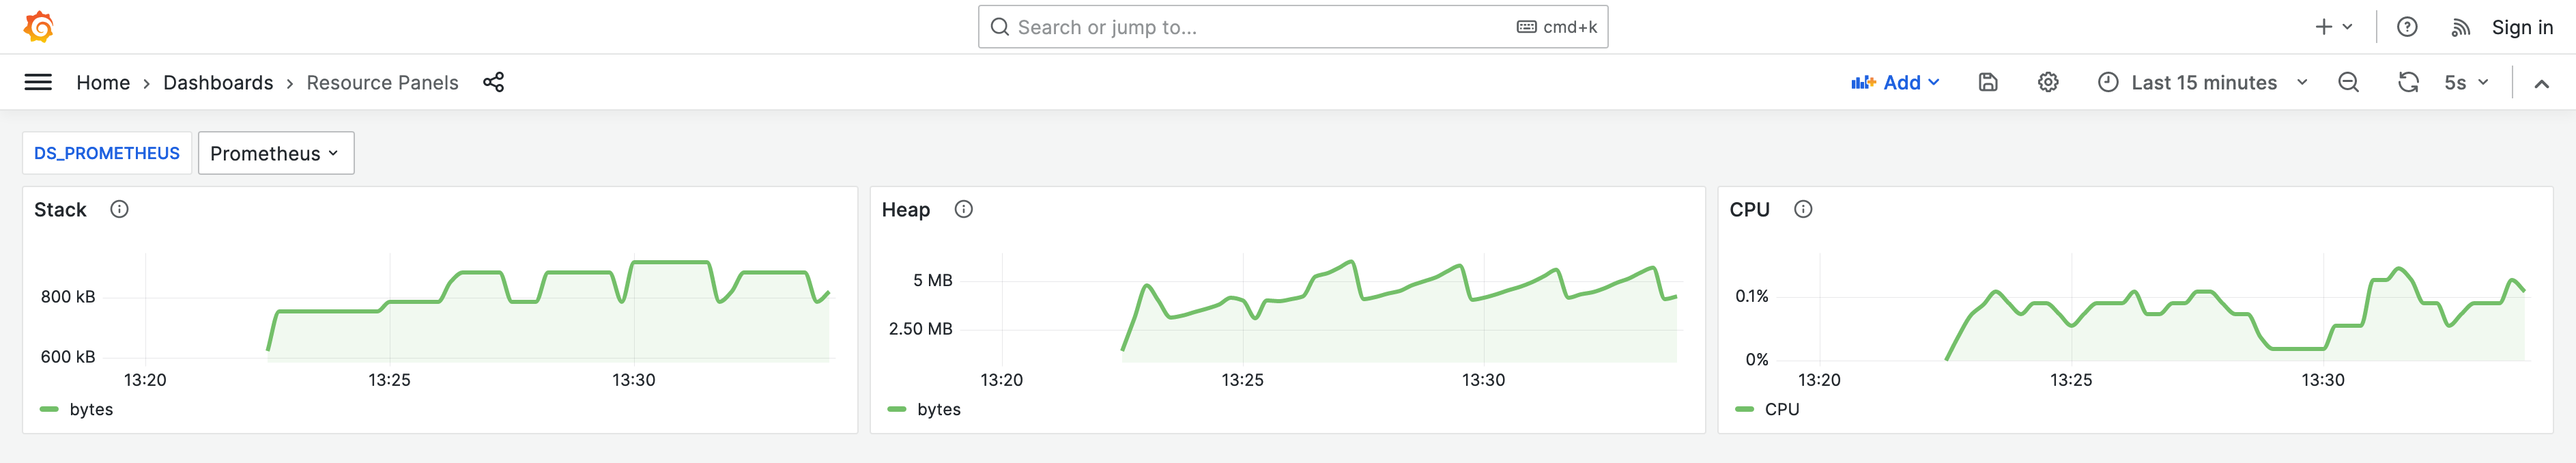 Search or jump to... cmd+k Sign in
Home › Dashboards › Resource Panels Add Last 15 minutes 5s
DS_PROMETHEUS Prometheus
Stack
800 kB
600 kB
13:20 13:25 13:30
bytes
Heap
5 MB
2.50 MB
13:20 13:25 13:30
bytes
CPU
0.1%
0%
13:20 13:25 13:30
CPU